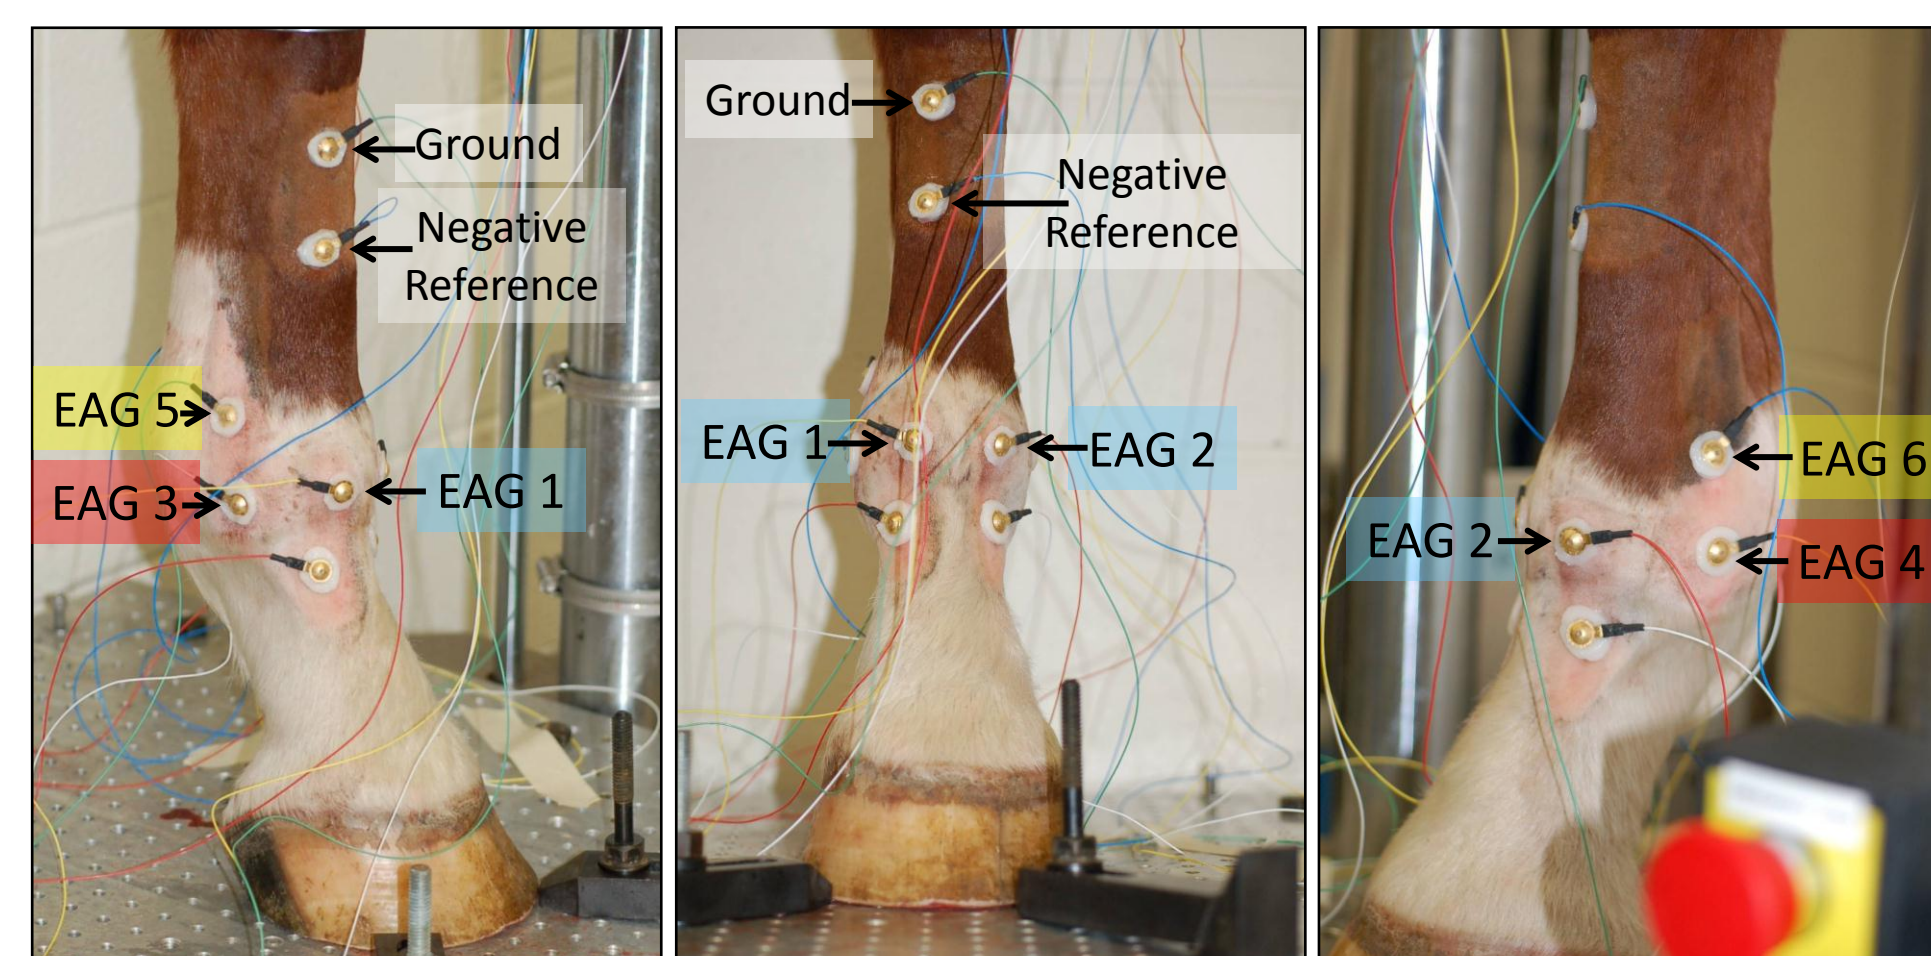 Ground
Negative
Reference
EAG 5
EAG 3
EAG 1
Ground
Negative
Reference
EAG 1
EAG 2
EAG 6
EAG 2
EAG 4